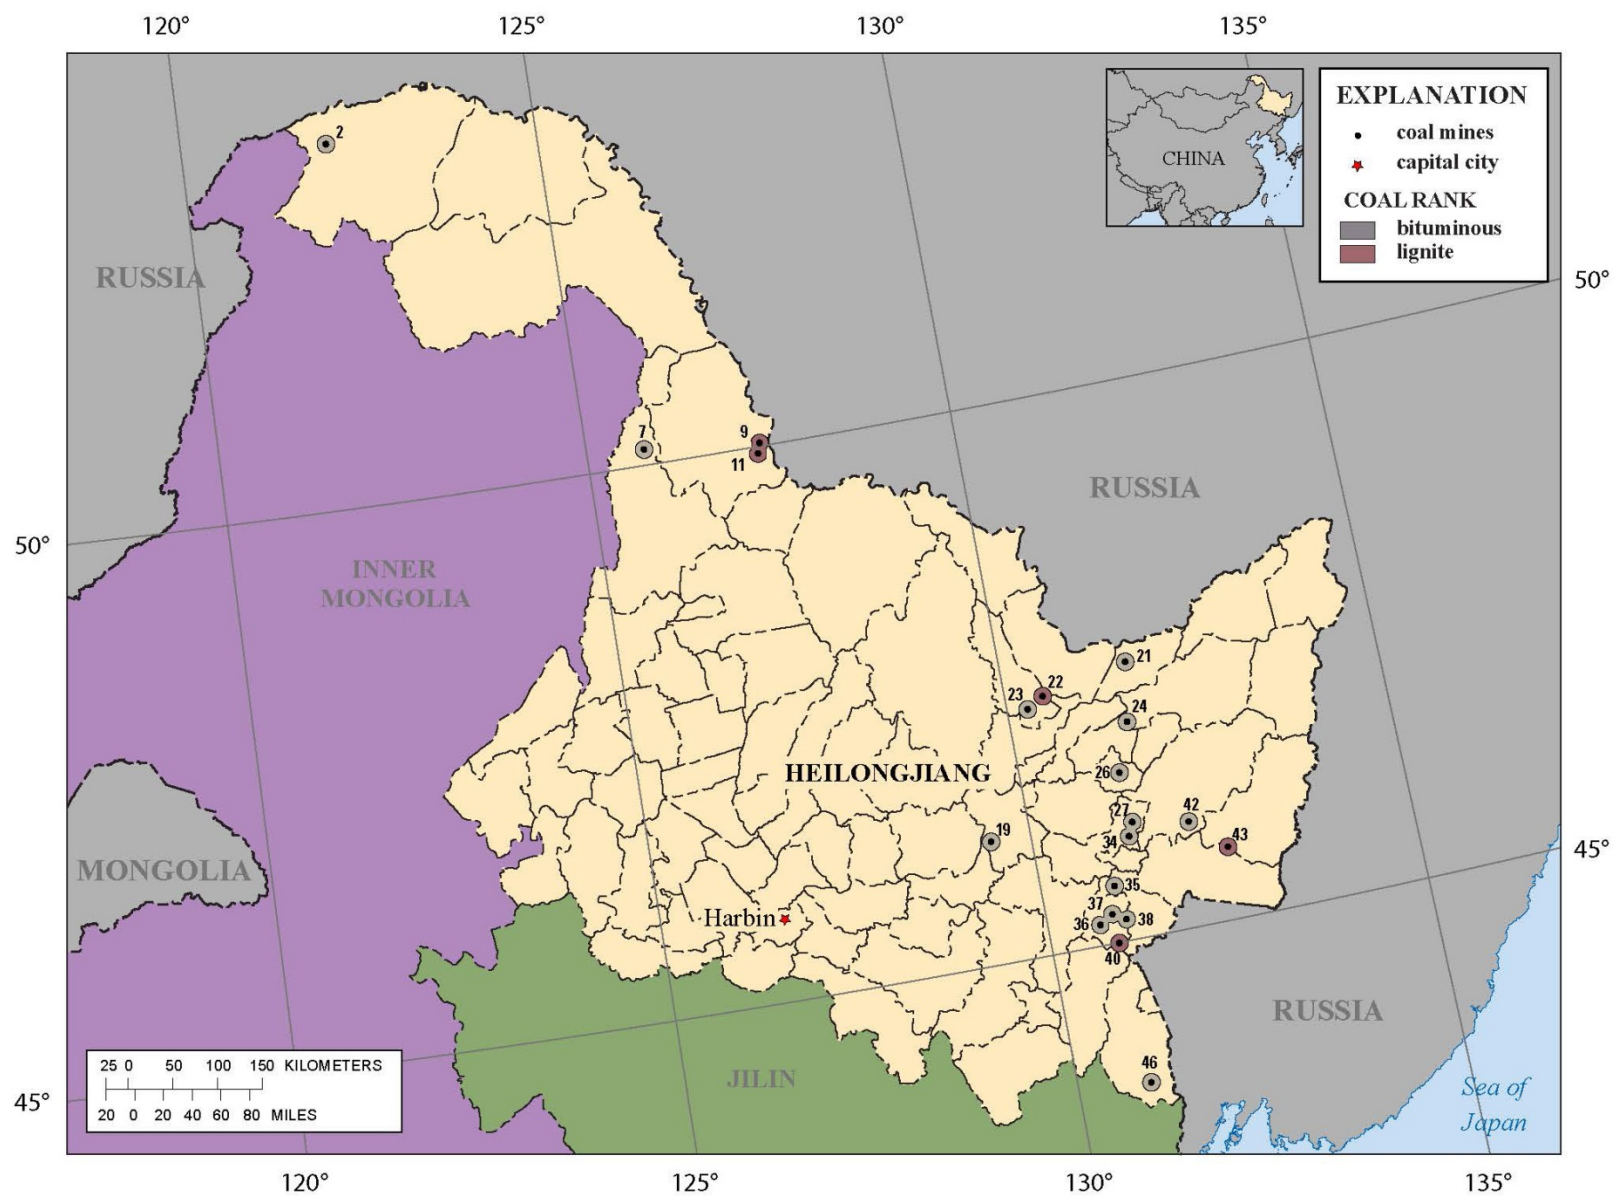 120°
125°
130°
135°
EXPLANATION
coal mines
capital city
COAL RANK
bituminous
lignite
CHINA
2
RUSSIA
50°
7
9
11
RUSSIA
50°
INNER
MONGOLIA
21
22
23
24
HEILONGJIANG
26
27
42
19
34
43
45°
MONGOLIA
35
37
Harbin
36
38
40
RUSSIA
46
JILIN
25 0 50 100 150 KILOMETERS
20 0 20 40 60 80 MILES
45°
Sea of
Japan
120°
125°
130°
135°